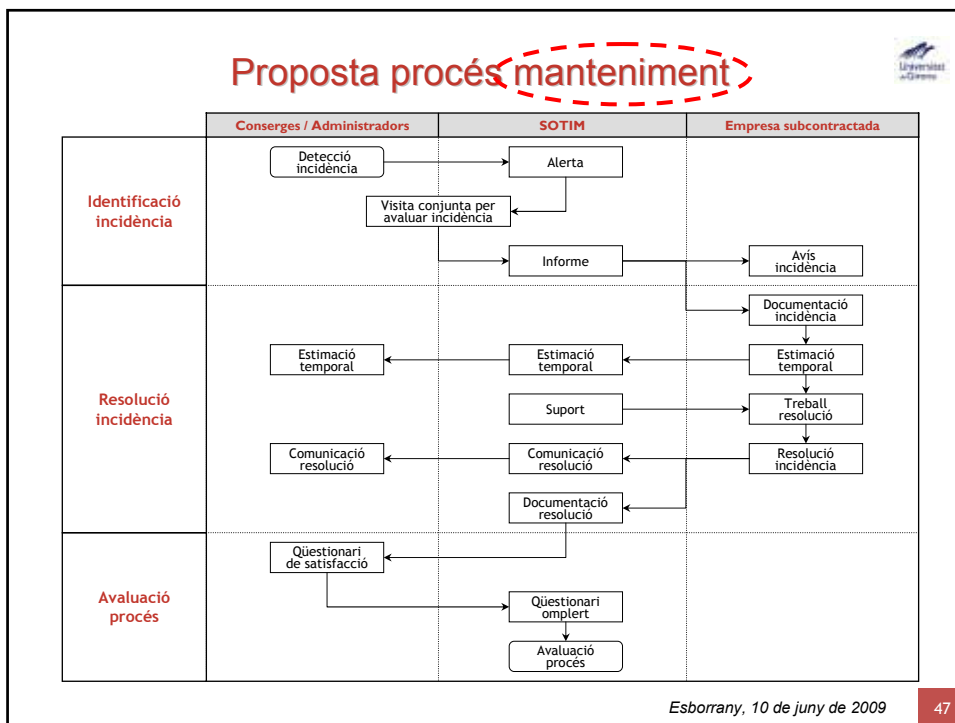 Proposta procés manteniment
Universitat
de Girona
Conserges / Administradors
SOTIM
Empresa subcontractada
Identificació
incidència
Detecció
incidència
Alerta
Visita conjunta per
avaluar incidència
Informe
Avís
incidència
Resolució
incidència
Documentació
incidència
Estimació
temporal
Estimació
temporal
Estimació
temporal
Suport
Treball
resolució
Comunicació
resolució
Comunicació
resolució
Resolució
incidència
Documentació
resolució
Avaluació
procés
Qüestionari
de satisfacció
Qüestionari
omplert
Avaluació
procés
Esborrany, 10 de juny de 2009
47